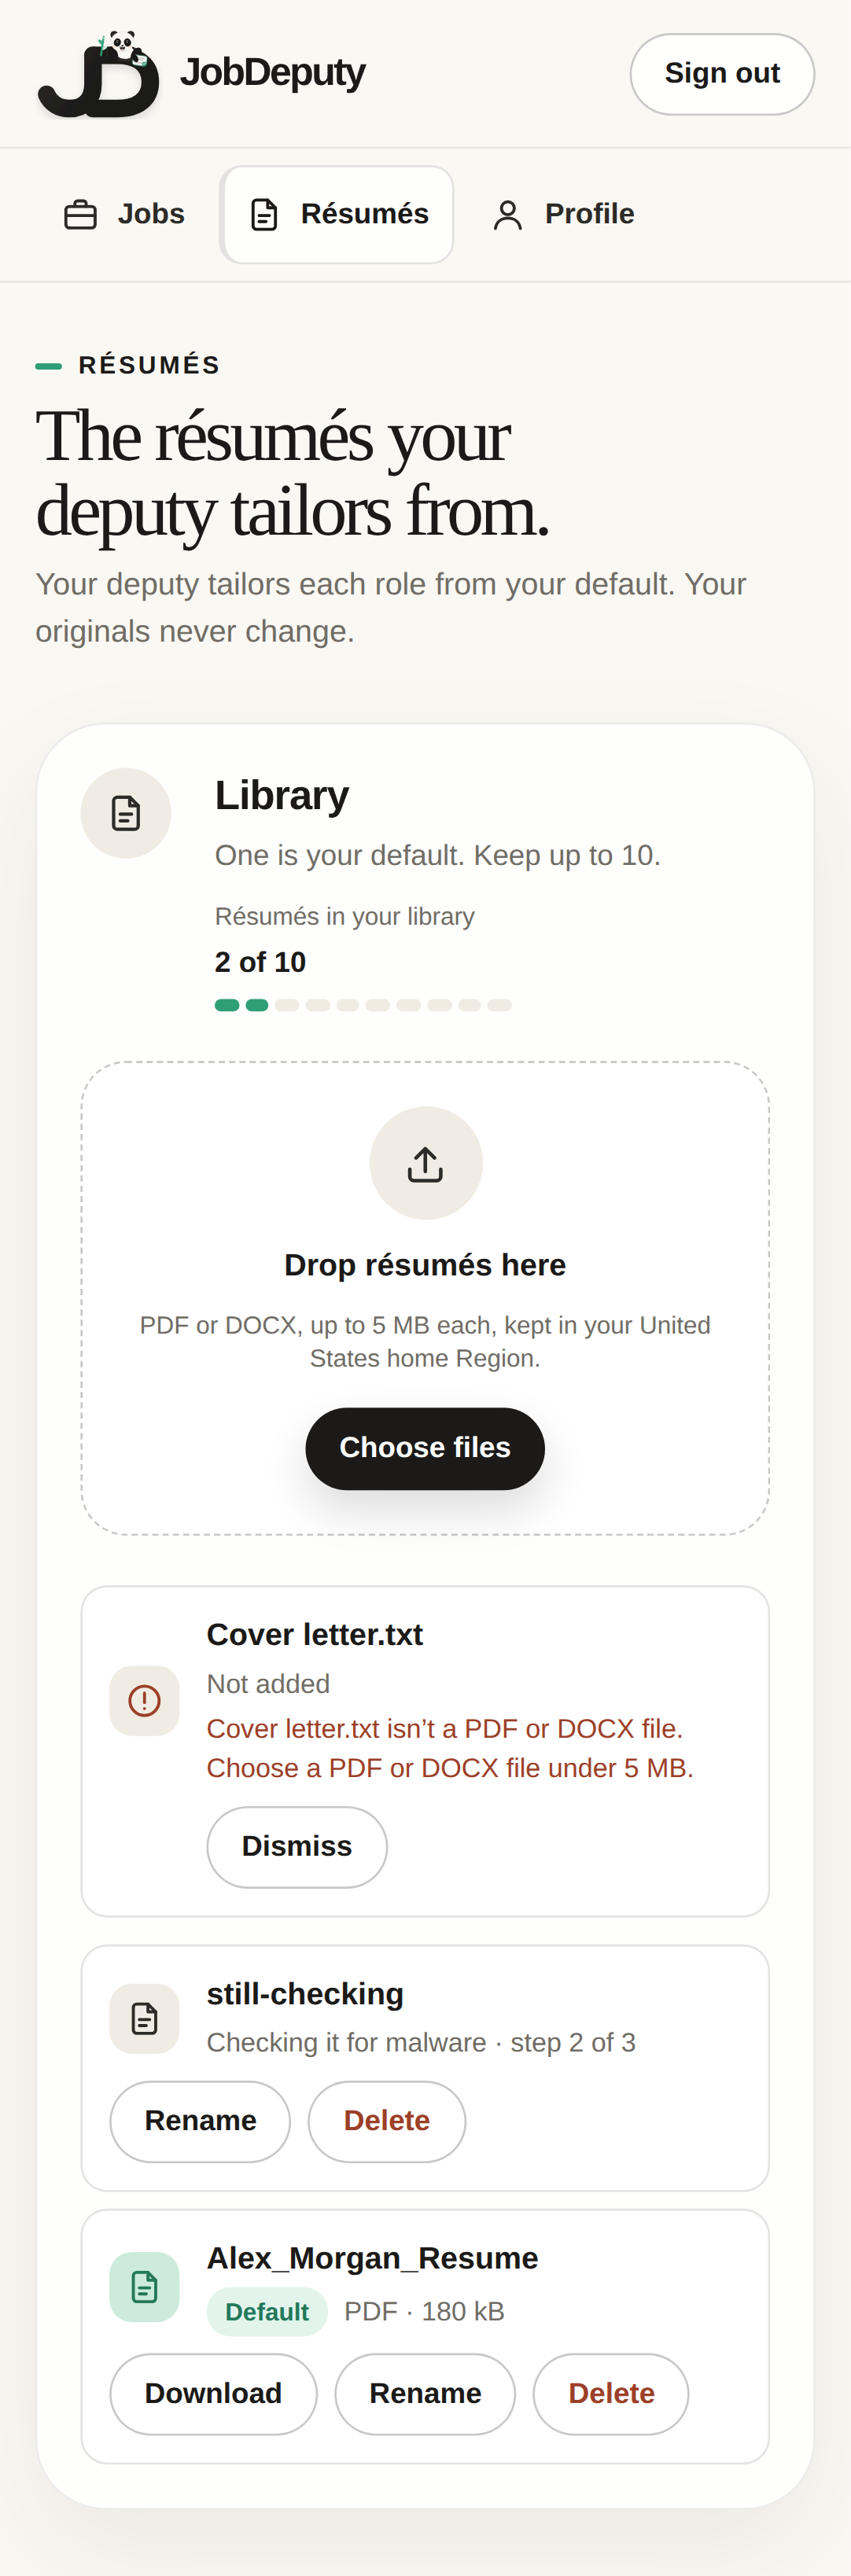 JobDeputy
Sign out
Jobs
Résumés
Profile
RÉSUMÉS
The résumés your
deputy tailors from.
Your deputy tailors each role from your default. Your
originals never change.
Library
One is your default. Keep up to 10.
Résumés in your library
2 of 10
Drop résumés here
PDF or DOCX, up to 5 MB each, kept in your United
States home Region.
Choose files
Cover letter.txt
Not added
Cover letter.txt isn’t a PDF or DOCX file.
Choose a PDF or DOCX file under 5 MB.
Dismiss
still-checking
Checking it for malware · step 2 of 3
Rename
Delete
Alex_Morgan_Resume
Default
PDF · 180 kB
Download
Rename
Delete